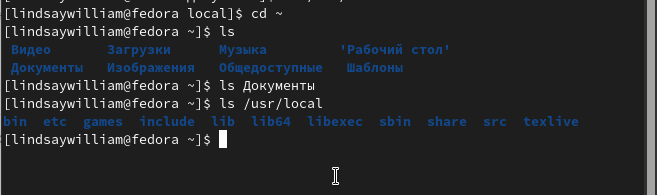 [lindsaywilliam@fedora local]$ cd ~
[lindsaywilliam@fedora ~]$ ls
Видео Загрузки Музыка 'Рабочий стол'
Документы Изображения Общедоступные Шаблоны
[lindsaywilliam@fedora ~]$ ls Документы
[lindsaywilliam@fedora ~]$ ls /usr/local
bin etc games include lib lib64 libexec sbin share src texlive
[lindsaywilliam@fedora ~]$